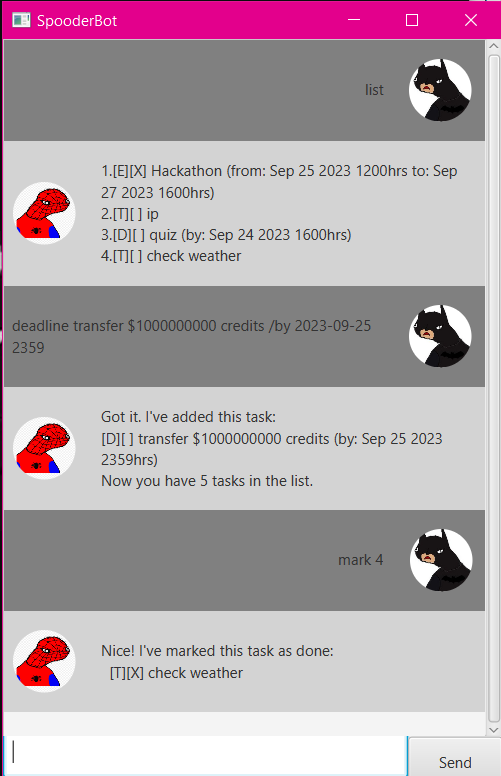 SpooderBot
list
1.[E][X] Hackathon (from: Sep 25 2023 1200hrs to: Sep
27 2023 1600hrs)
2.[T][ ] ip
3.[D][ ] quiz (by: Sep 24 2023 1600hrs)
4.[T][ ] check weather
deadline transfer $1000000000 credits /by 2023-09-25
2359
Got it. I've added this task:
[D][ ] transfer $1000000000 credits (by: Sep 25 2023
2359hrs)
Now you have 5 tasks in the list.
mark 4
Nice! I've marked this task as done:
[T][X] check weather
Send